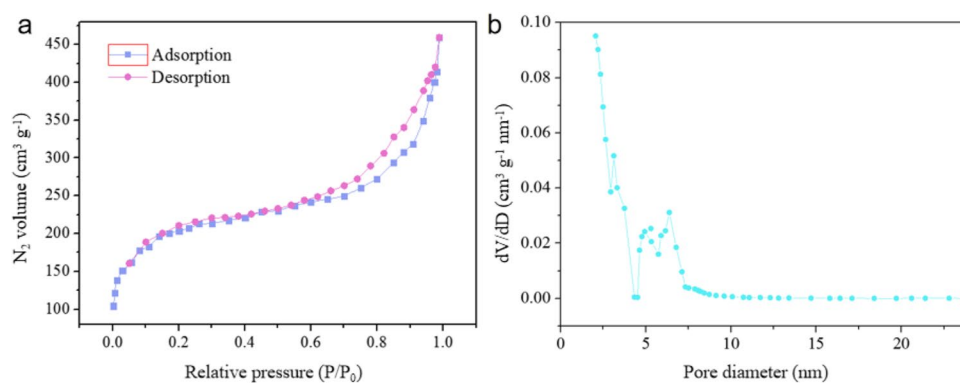 a
450
400
350
300
250
200
150
100
N₂ volume (cm³ g⁻¹)
Adsorption
Desorption
0.0 0.2 0.4 0.6 0.8 1.0
Relative pressure (P/P₀)
b
0.10
0.08
0.06
0.04
0.02
0.00
dV/dD (cm³ g⁻¹ nm⁻¹)
0 5 10 15 20
Pore diameter (nm)